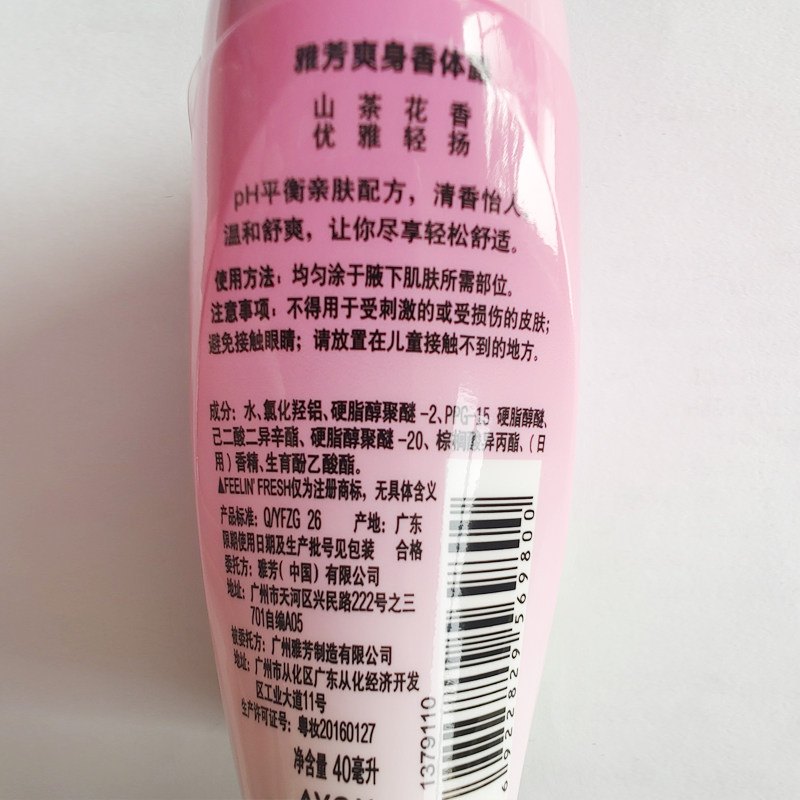 雅芳爽身香体露
山茶花香
优雅轻扬
pH平衡亲肤配方，清香怡人
温和舒爽，让你尽享轻松舒适。
使用方法：均匀涂于腋下肌肤所需部位。
注意事项：不得用于受刺激的或受损伤的皮肤；
避免接触眼睛；请放置在儿童接触不到的地方。
成分：水、氯化羟铝、硬脂醇聚醚-2、PPG-15 硬脂醇醚、
己二酸二异辛酯、硬脂醇聚醚-20、棕榈酸异丙酯、（日
用）香精、生育酚乙酸酯。
▲FEELIN' FRESH仅为注册商标，无具体含义
产品标准：Q/YFZG 26 产地：广东
限期使用日期及生产批号见包装 合格
委托方：雅芳（中国）有限公司
地址：广州市天河区兴民路222号之三
701自编A05
被委托方：广州雅芳制造有限公司
地址：广州市从化区广东从化经济开发
区工业大道11号
生产许可证号：粤妆20160127
净含量 40毫升
1379110
6922829569800